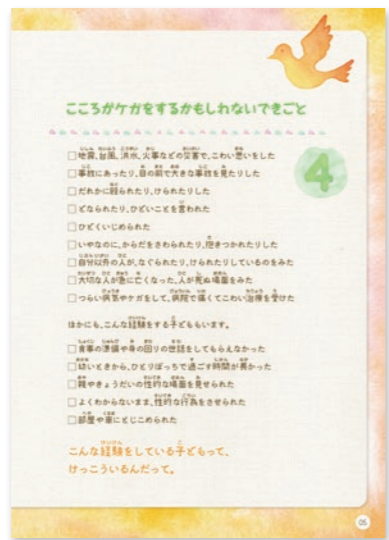 こころがケガをするかもしれないできごと
4
□地震、台風、洪水、火事などの災害で、こわい思いをした
□事故にあったり、目の前で大きな事故を見たりした
□だれかに殴られたり、けられたりした
□どなられたり、ひどいことを言われた
□ひどくいじめられた
□いやなのに、からだをさわられたり、抱きつかれたりした
□自分以外の人が、なぐられたり、けられたりしているのをみた
□大切な人が急に亡くなった、人が死ぬ場面をみた
□つらい病気やケガをして、病院で痛くてこわい治療を受けた
ほかにも、こんな経験をする子どももいます。
□食事の準備や身の回りの世話をしてもらえなかった
□幼いときから、ひとりぼっちで過ごす時間が長かった
□親やきょうだいの性的な場面を見せられた
□よくわからないまま、性的な行為をさせられた
□部屋や車にとじこめられた
こんな経験をしている子どもって、
けっこういるんだって。
05